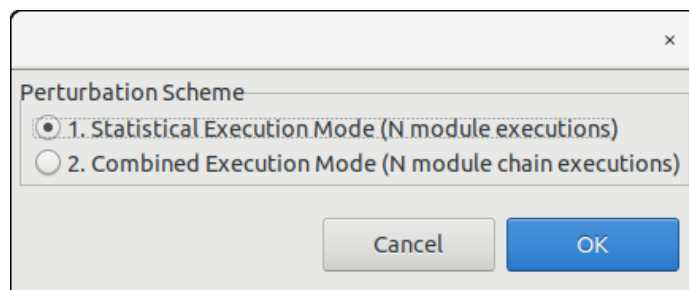 Perturbation Scheme
1. Statistical Execution Mode (N module executions)
2. Combined Execution Mode (N module chain executions)
Cancel OK